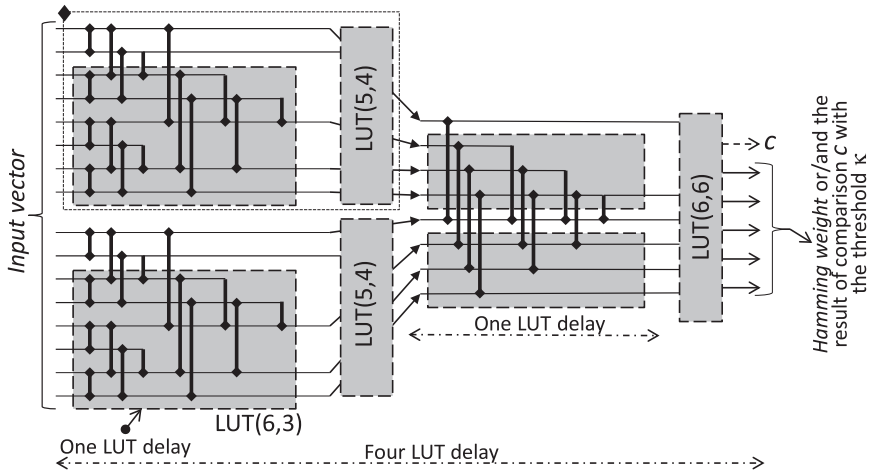 Input vector
LUT(5,4)
LUT(5,4)
LUT(6,6)
c
Hamming weight or/and the
result of comparison C with
the threshold κ
One LUT delay
LUT(6,3)
One LUT delay
Four LUT delay